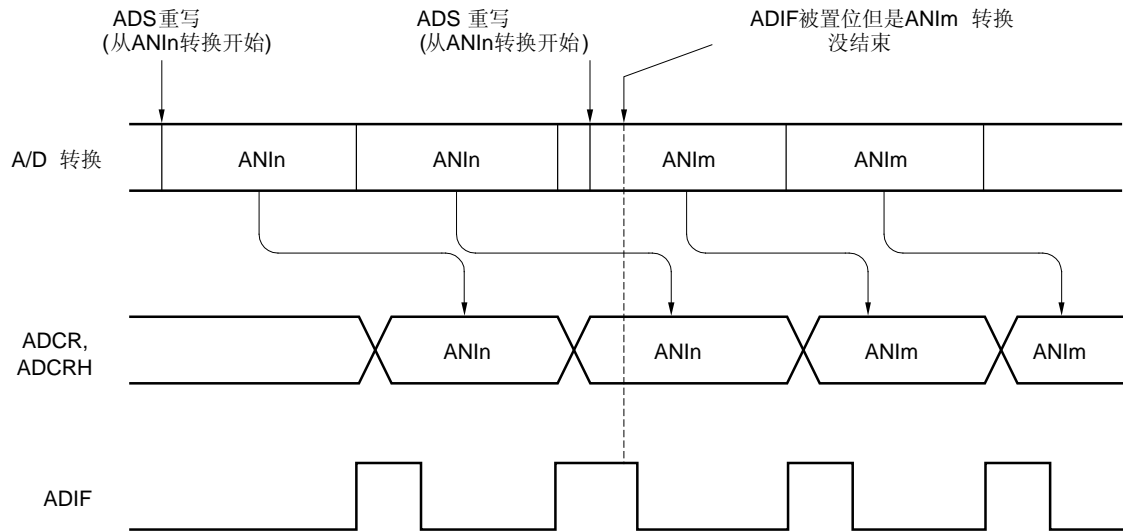 ADS重写
(从ANIn转换开始)
ADS 重写
(从ANIn转换开始)
ADIF被置位但是ANIm 转换
没结束
A/D 转换
ANIn
ANIn
ANIm
ANIm
ADCR,
ADCRH
ANIn
ANIn
ANIm
ANIm
ADIF